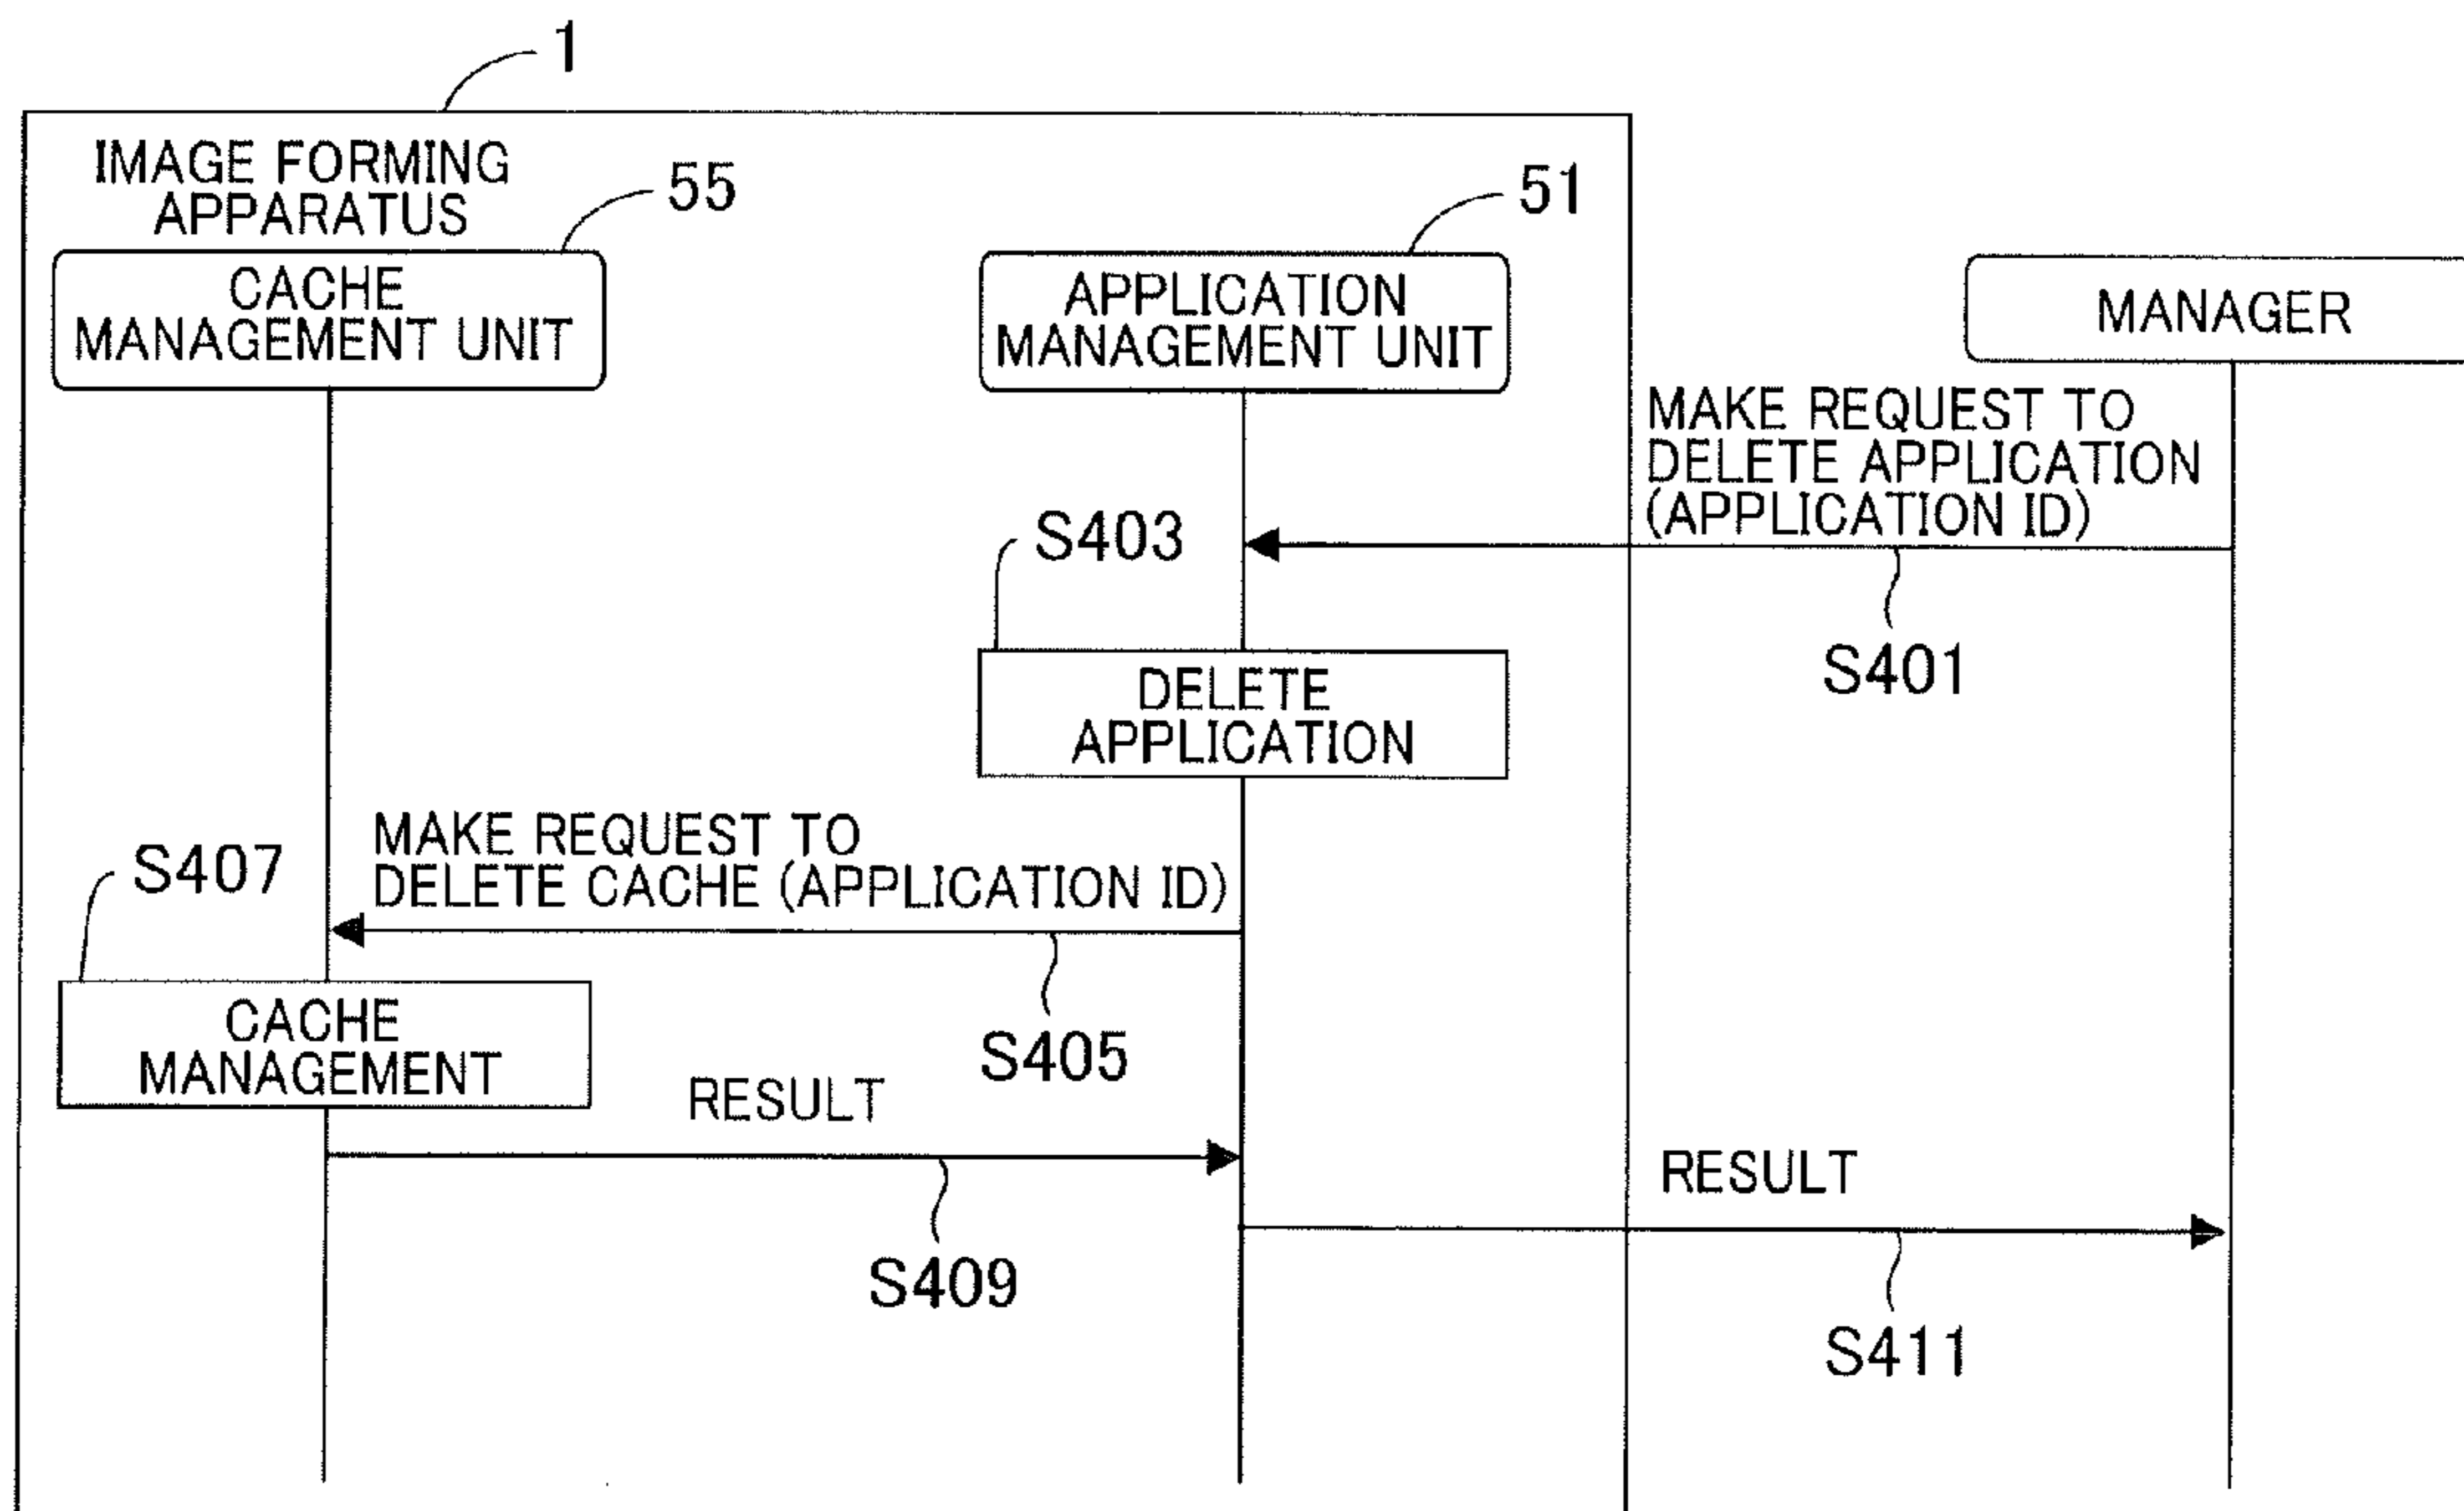 1
IMAGE FORMING
APPARATUS
55
51
CACHE
MANAGEMENT UNIT
APPLICATION
MANAGEMENT UNIT
MANAGER
MAKE REQUEST TO
DELETE APPLICATION
(APPLICATION ID)
S403
S401
DELETE
APPLICATION
MAKE REQUEST TO
DELETE CACHE (APPLICATION ID)
S407
S405
CACHE
MANAGEMENT
RESULT
RESULT
S409
S411